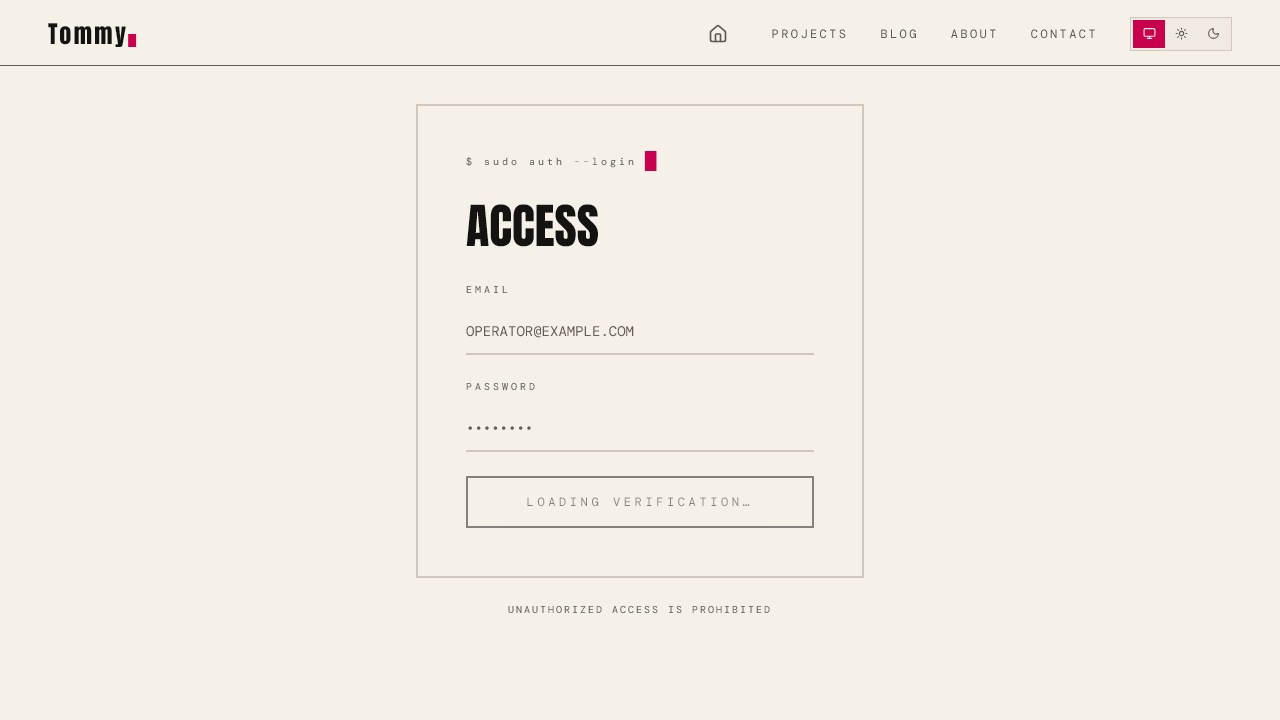 Tommy
PROJECTS BLOG ABOUT CONTACT
$ sudo auth --login
ACCESS
EMAIL
OPERATOR@EXAMPLE.COM
PASSWORD
••••••••
LOADING VERIFICATION…
UNAUTHORIZED ACCESS IS PROHIBITED